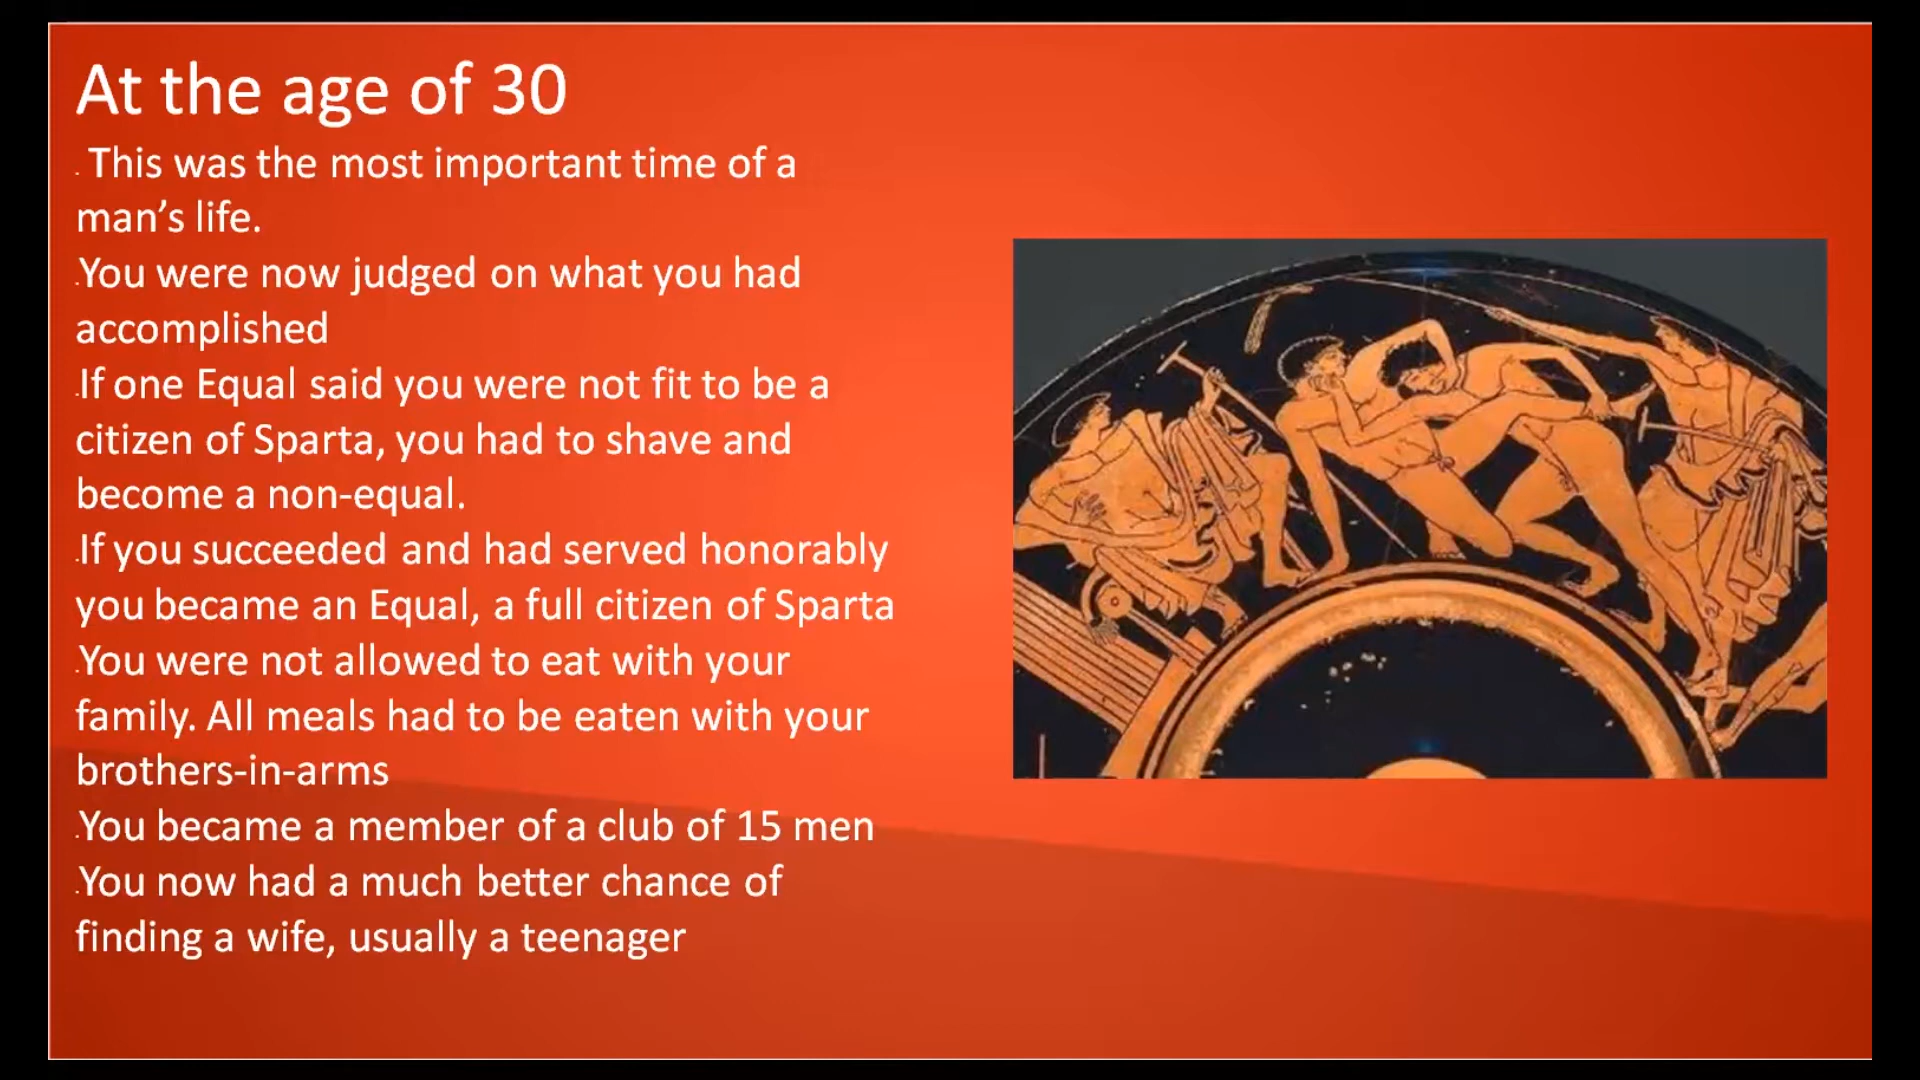 At the age of 30
. This was the most important time of a
man’s life.
.You were now judged on what you had
accomplished
.If one Equal said you were not fit to be a
citizen of Sparta, you had to shave and
become a non-equal.
.If you succeeded and had served honorably
you became an Equal, a full citizen of Sparta
.You were not allowed to eat with your
family. All meals had to be eaten with your
brothers-in-arms
.You became a member of a club of 15 men
.You now had a much better chance of
finding a wife, usually a teenager